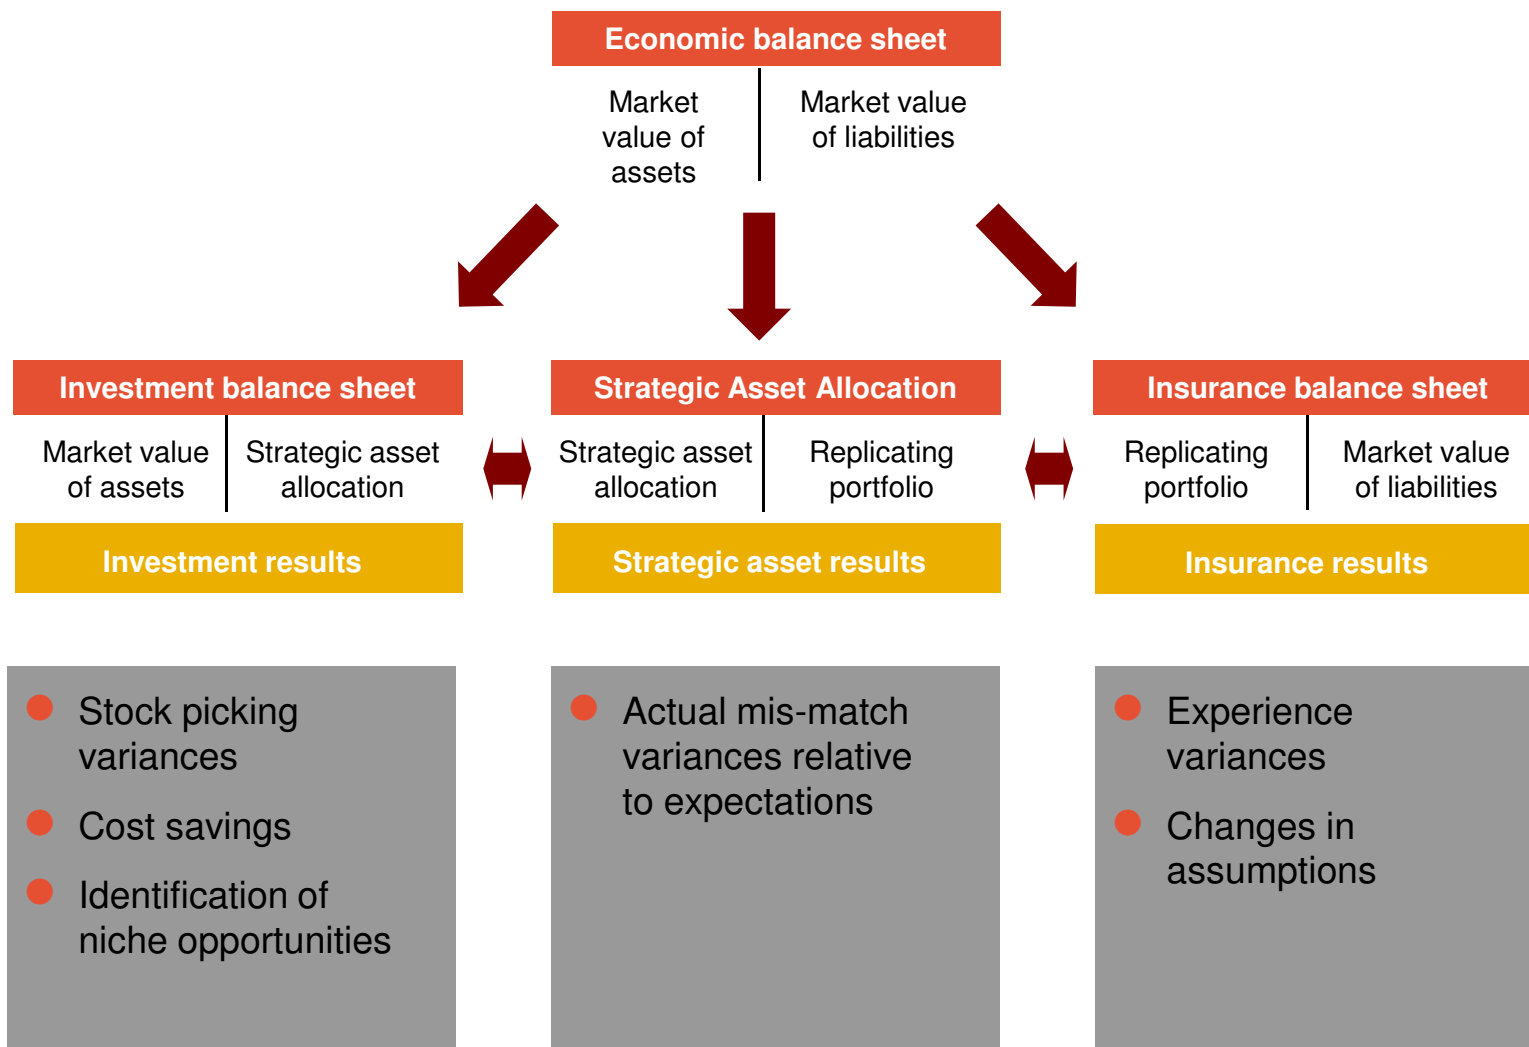 Economic balance sheet
Market
value of
assets
Market value
of liabilities
Investment balance sheet
Market value
of assets
Strategic asset
allocation
Investment results
Strategic Asset Allocation
Strategic asset
allocation
Replicating
portfolio
Strategic asset results
Insurance balance sheet
Replicating
portfolio
Market value
of liabilities
Insurance results
Stock picking
variances
Cost savings
Identification of
niche opportunities
Actual mis-match
variances relative
to expectations
Experience
variances
Changes in
assumptions